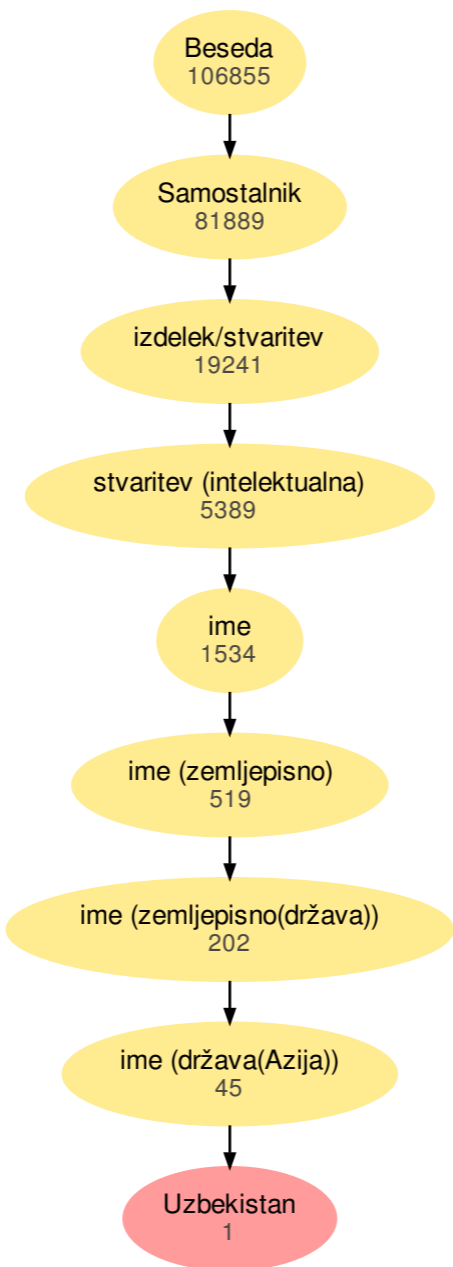 Beseda
106855
Samostalnik
81889
izdelek/stvaritev
19241
stvaritev (intelektualna)
5389
ime
1534
ime (zemljepisno)
519
ime (zemljepisno(država))
202
ime (država(Azija))
45
Uzbekistan
1